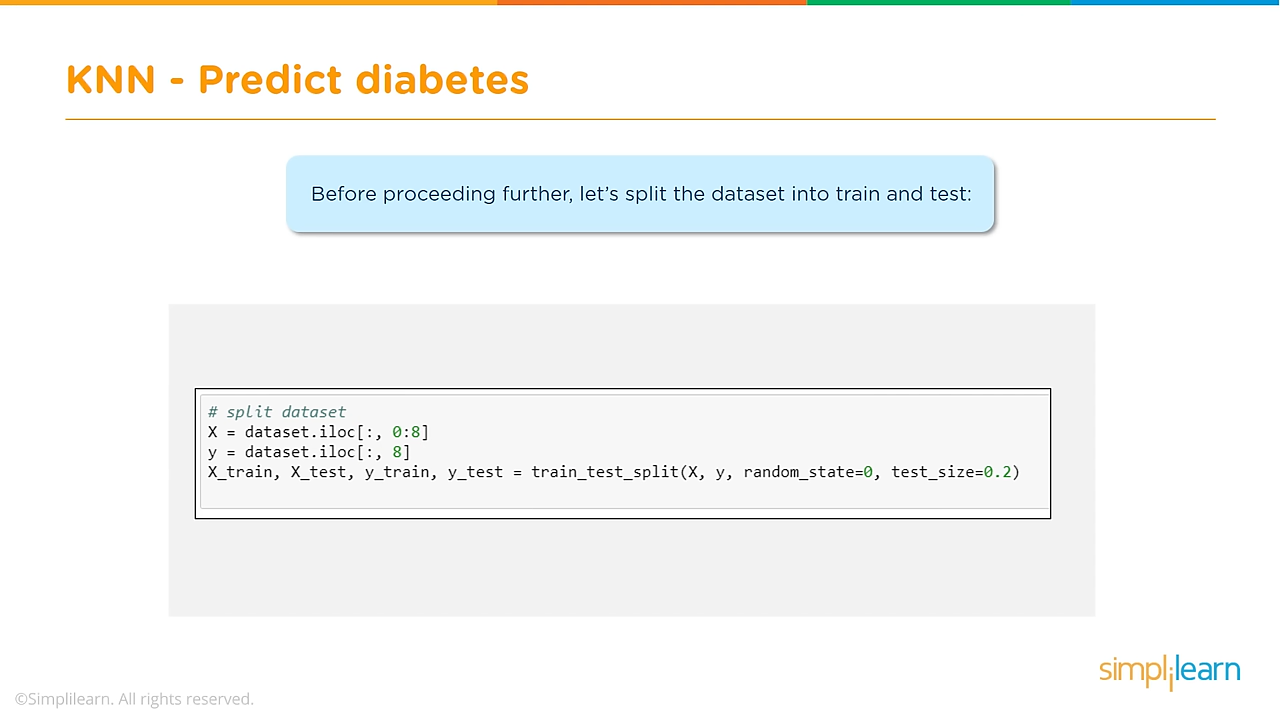 KNN - Predict diabetes
Before proceeding further, let’s split the dataset into train and test:
# split dataset
X = dataset.iloc[:, 0:8]
y = dataset.iloc[:, 8]
X_train, X_test, y_train, y_test = train_test_split(X, y, random_state=0, test_size=0.2)
simplilearn
©Simplilearn. All rights reserved.